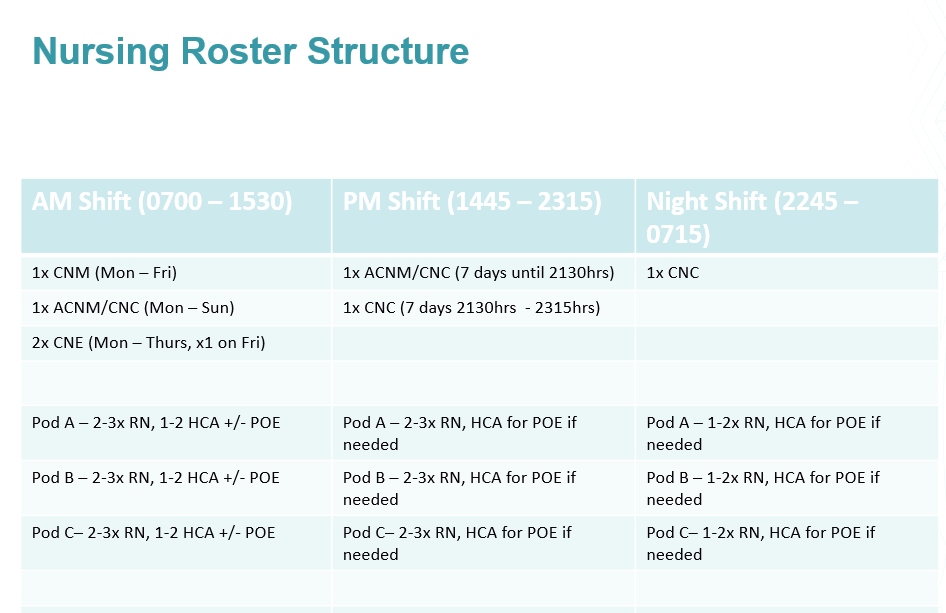 Nursing Roster Structure
AM Shift (0700 – 1530)
PM Shift (1445 – 2315)
Night Shift (2245 –
0715)
1x CNM (Mon – Fri)
1x ACNM/CNC (7 days until 2130hrs)
1x CNC
1x ACNM/CNC (Mon – Sun)
1x CNC (7 days 2130hrs  - 2315hrs)
2x CNE (Mon – Thurs, x1 on Fri)
Pod A – 2-3x RN, 1-2 HCA +/- POE
Pod A – 2-3x RN, HCA for POE if
needed
Pod A – 1-2x RN, HCA for POE if
needed
Pod B – 2-3x RN, 1-2 HCA +/- POE
Pod B – 2-3x RN, HCA for POE if
needed
Pod B – 1-2x RN, HCA for POE if
needed
Pod C– 2-3x RN, 1-2 HCA +/- POE
Pod C– 2-3x RN, HCA for POE if
needed
Pod C– 1-2x RN, HCA for POE if
needed